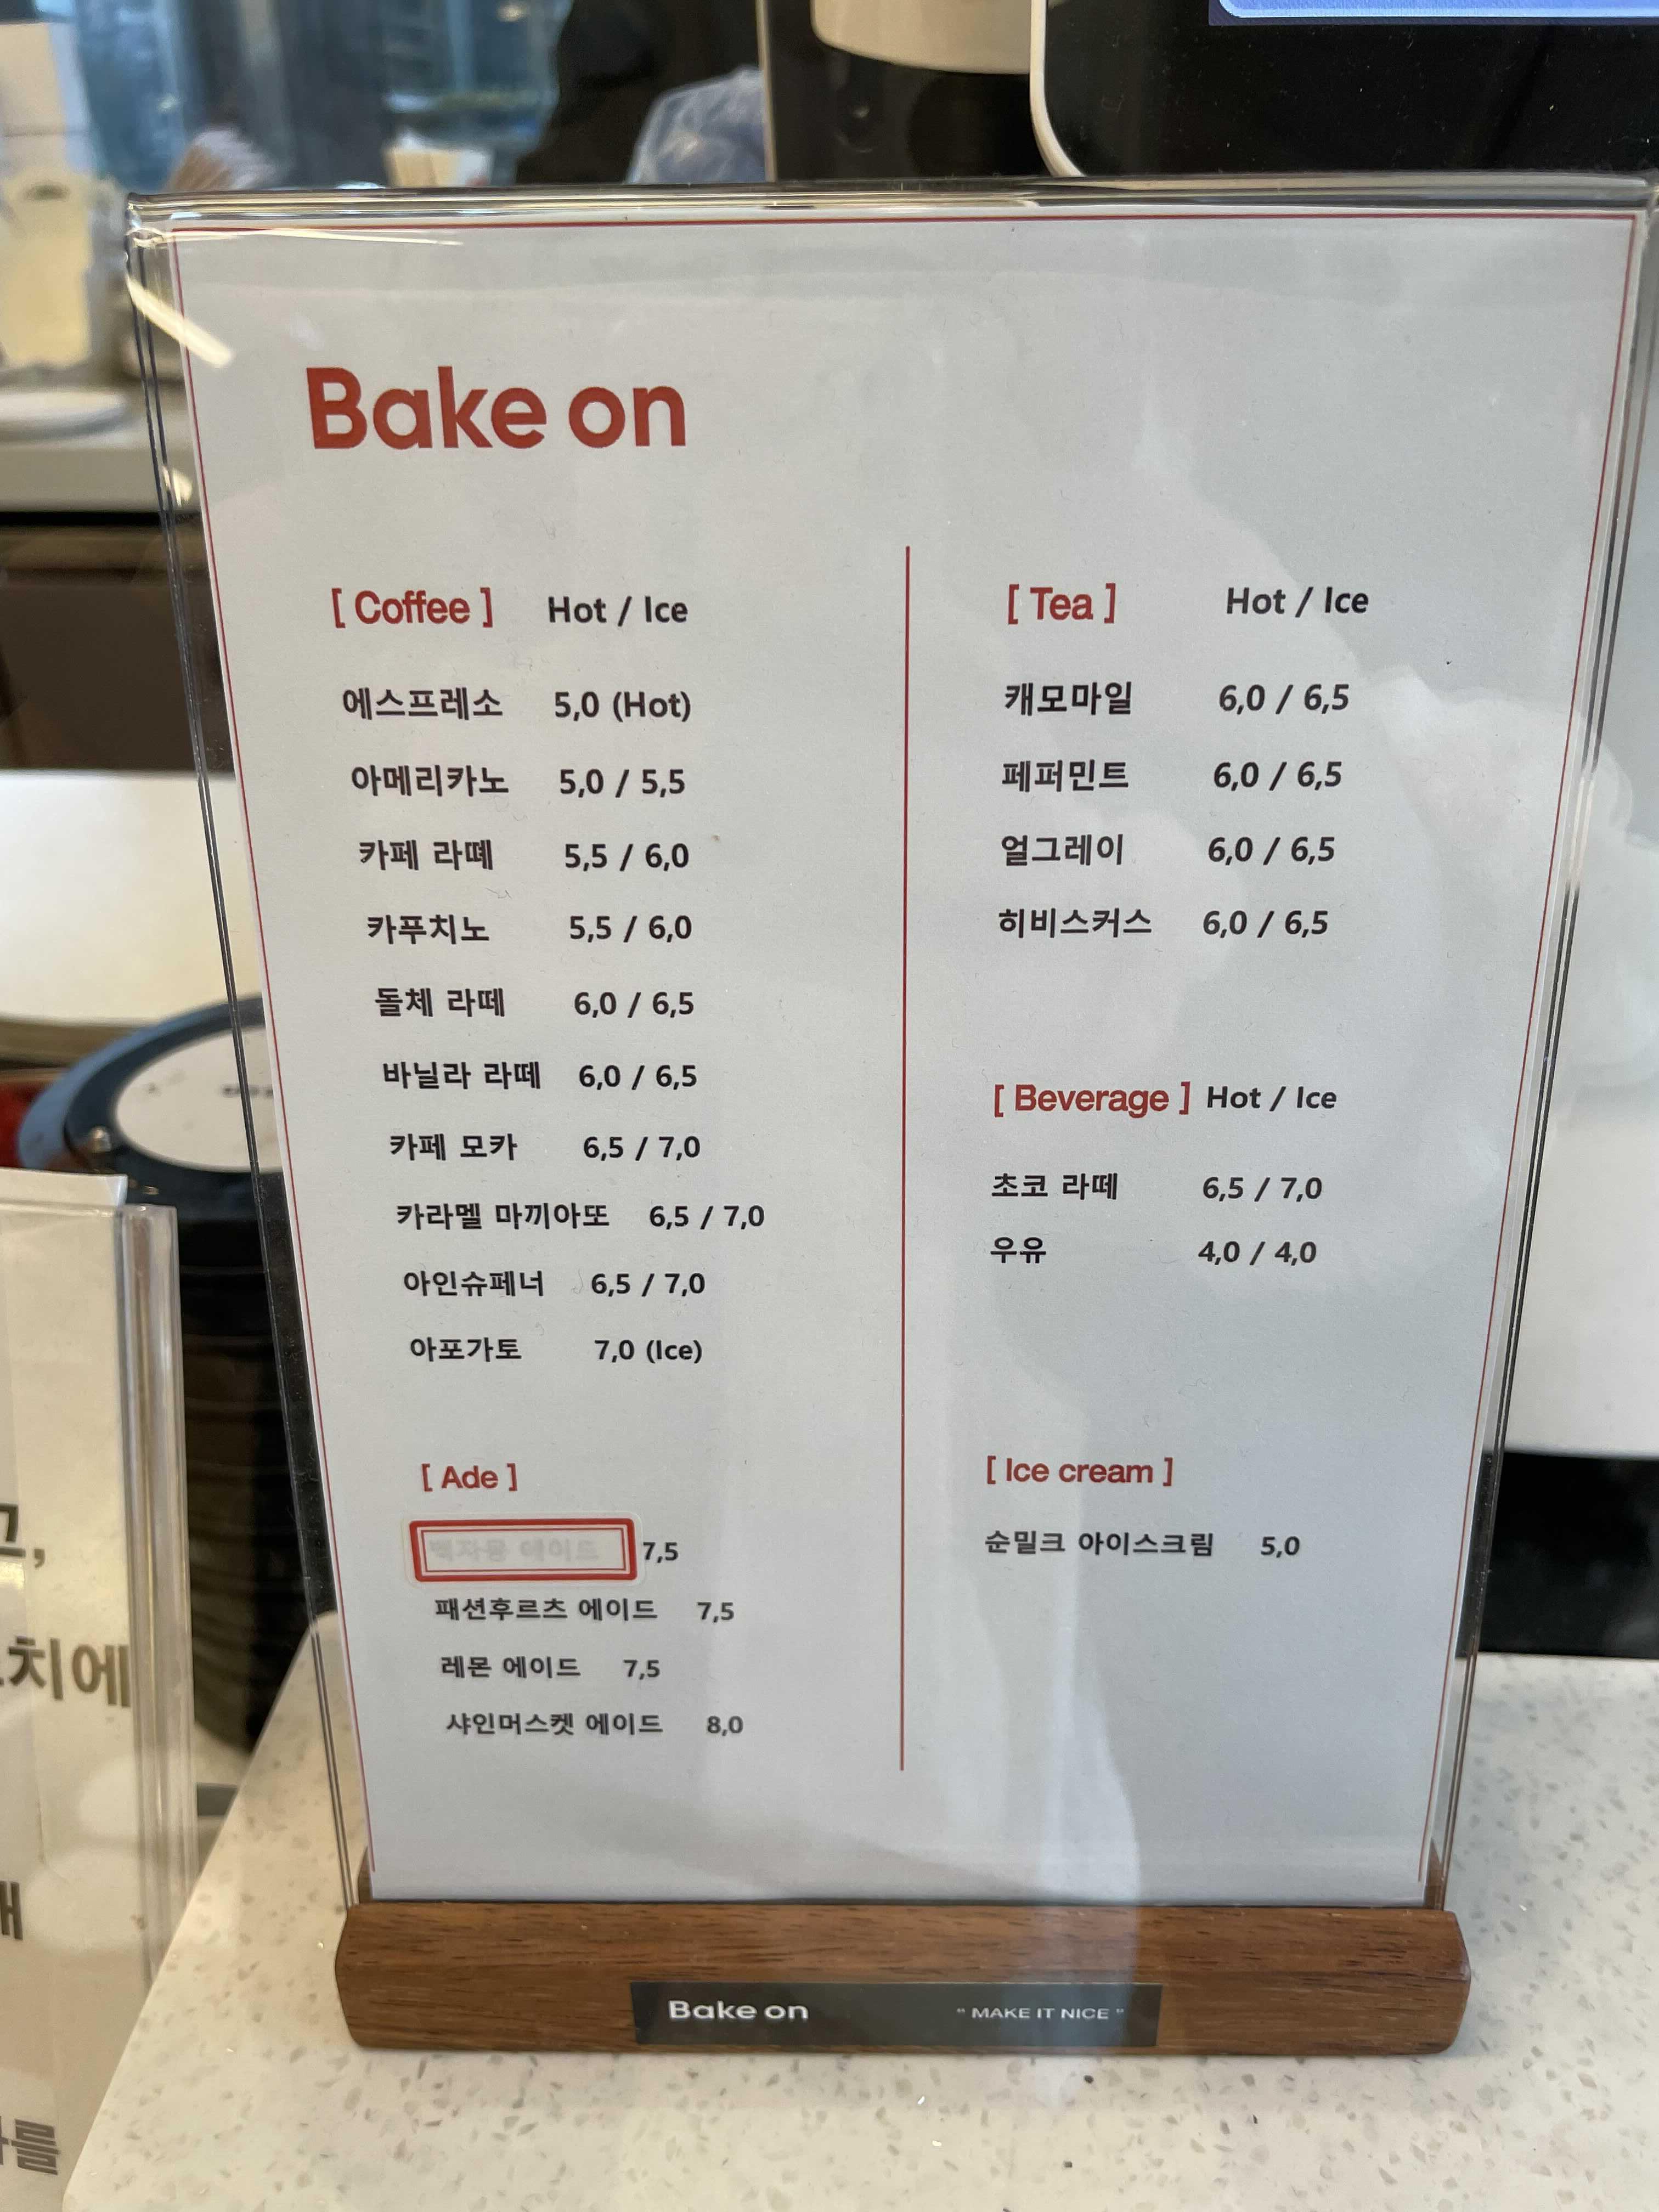 Bake on
[ Coffee ] Hot / Ice
에스프레소 5,0 (Hot)
아메리카노 5,0 / 5,5
카페 라떼 5,5 / 6,0
카푸치노 5,5 / 6,0
돌체 라떼 6,0 / 6,5
바닐라 라떼 6,0 / 6,5
카페 모카 6,5 / 7,0
카라멜 마끼아또 6,5 / 7,0
아인슈페너 6,5 / 7,0
아포가토 7,0 (Ice)
[ Ade ]
에이드 7,5
패션후르츠 에이드 7,5
레몬 에이드 7,5
샤인머스켓 에이드 8,0
[ Tea ] Hot / Ice
캐모마일 6,0 / 6,5
페퍼민트 6,0 / 6,5
얼그레이 6,0 / 6,5
히비스커스 6,0 / 6,5
[ Beverage ] Hot / Ice
초코 라떼 6,5 / 7,0
우유 4,0 / 4,0
[ Ice cream ]
순밀크 아이스크림 5,0
Bake on " MAKE IT NICE "